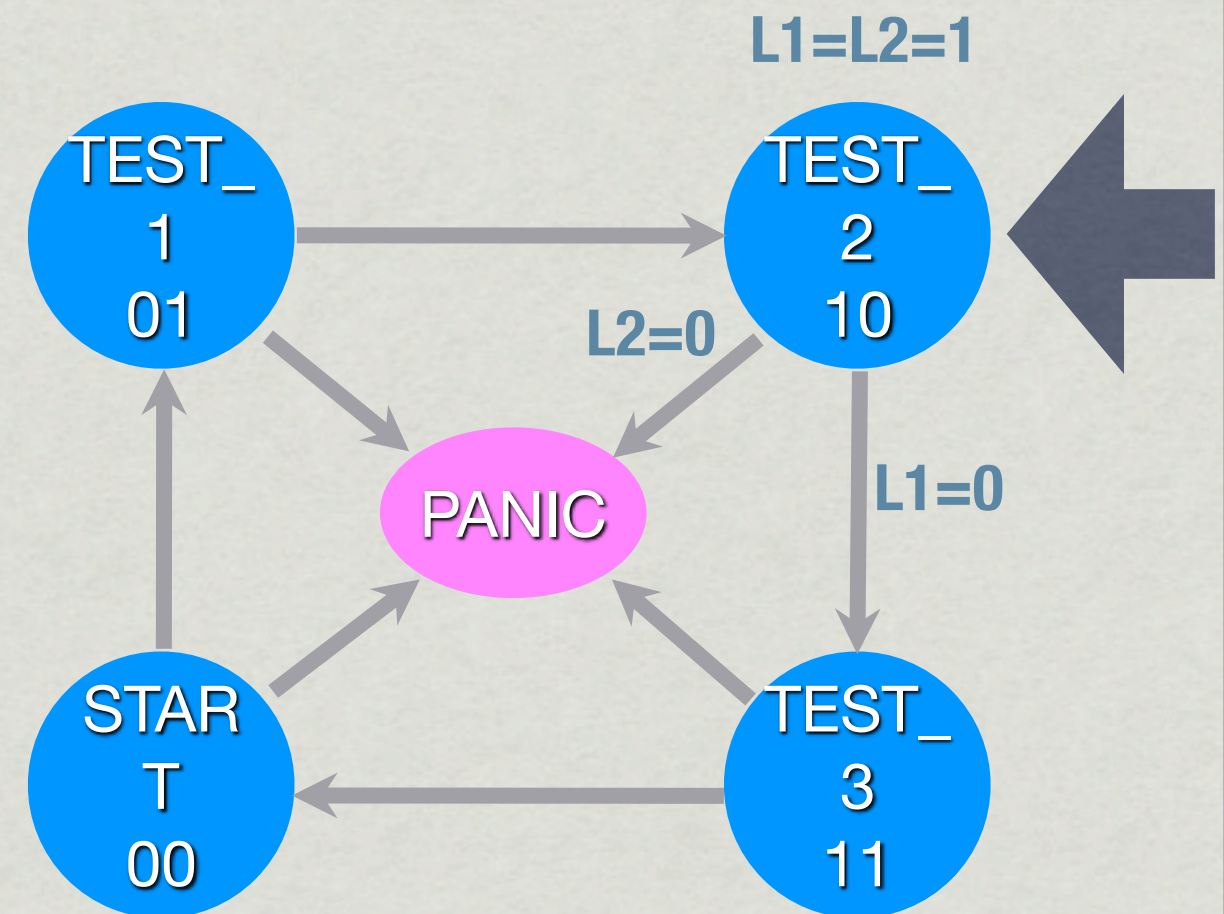 L1=L2=1
TEST_
1
01
TEST_
2
10
L2=0
L1=0
PANIC
STAR
T
00
TEST_
3
11